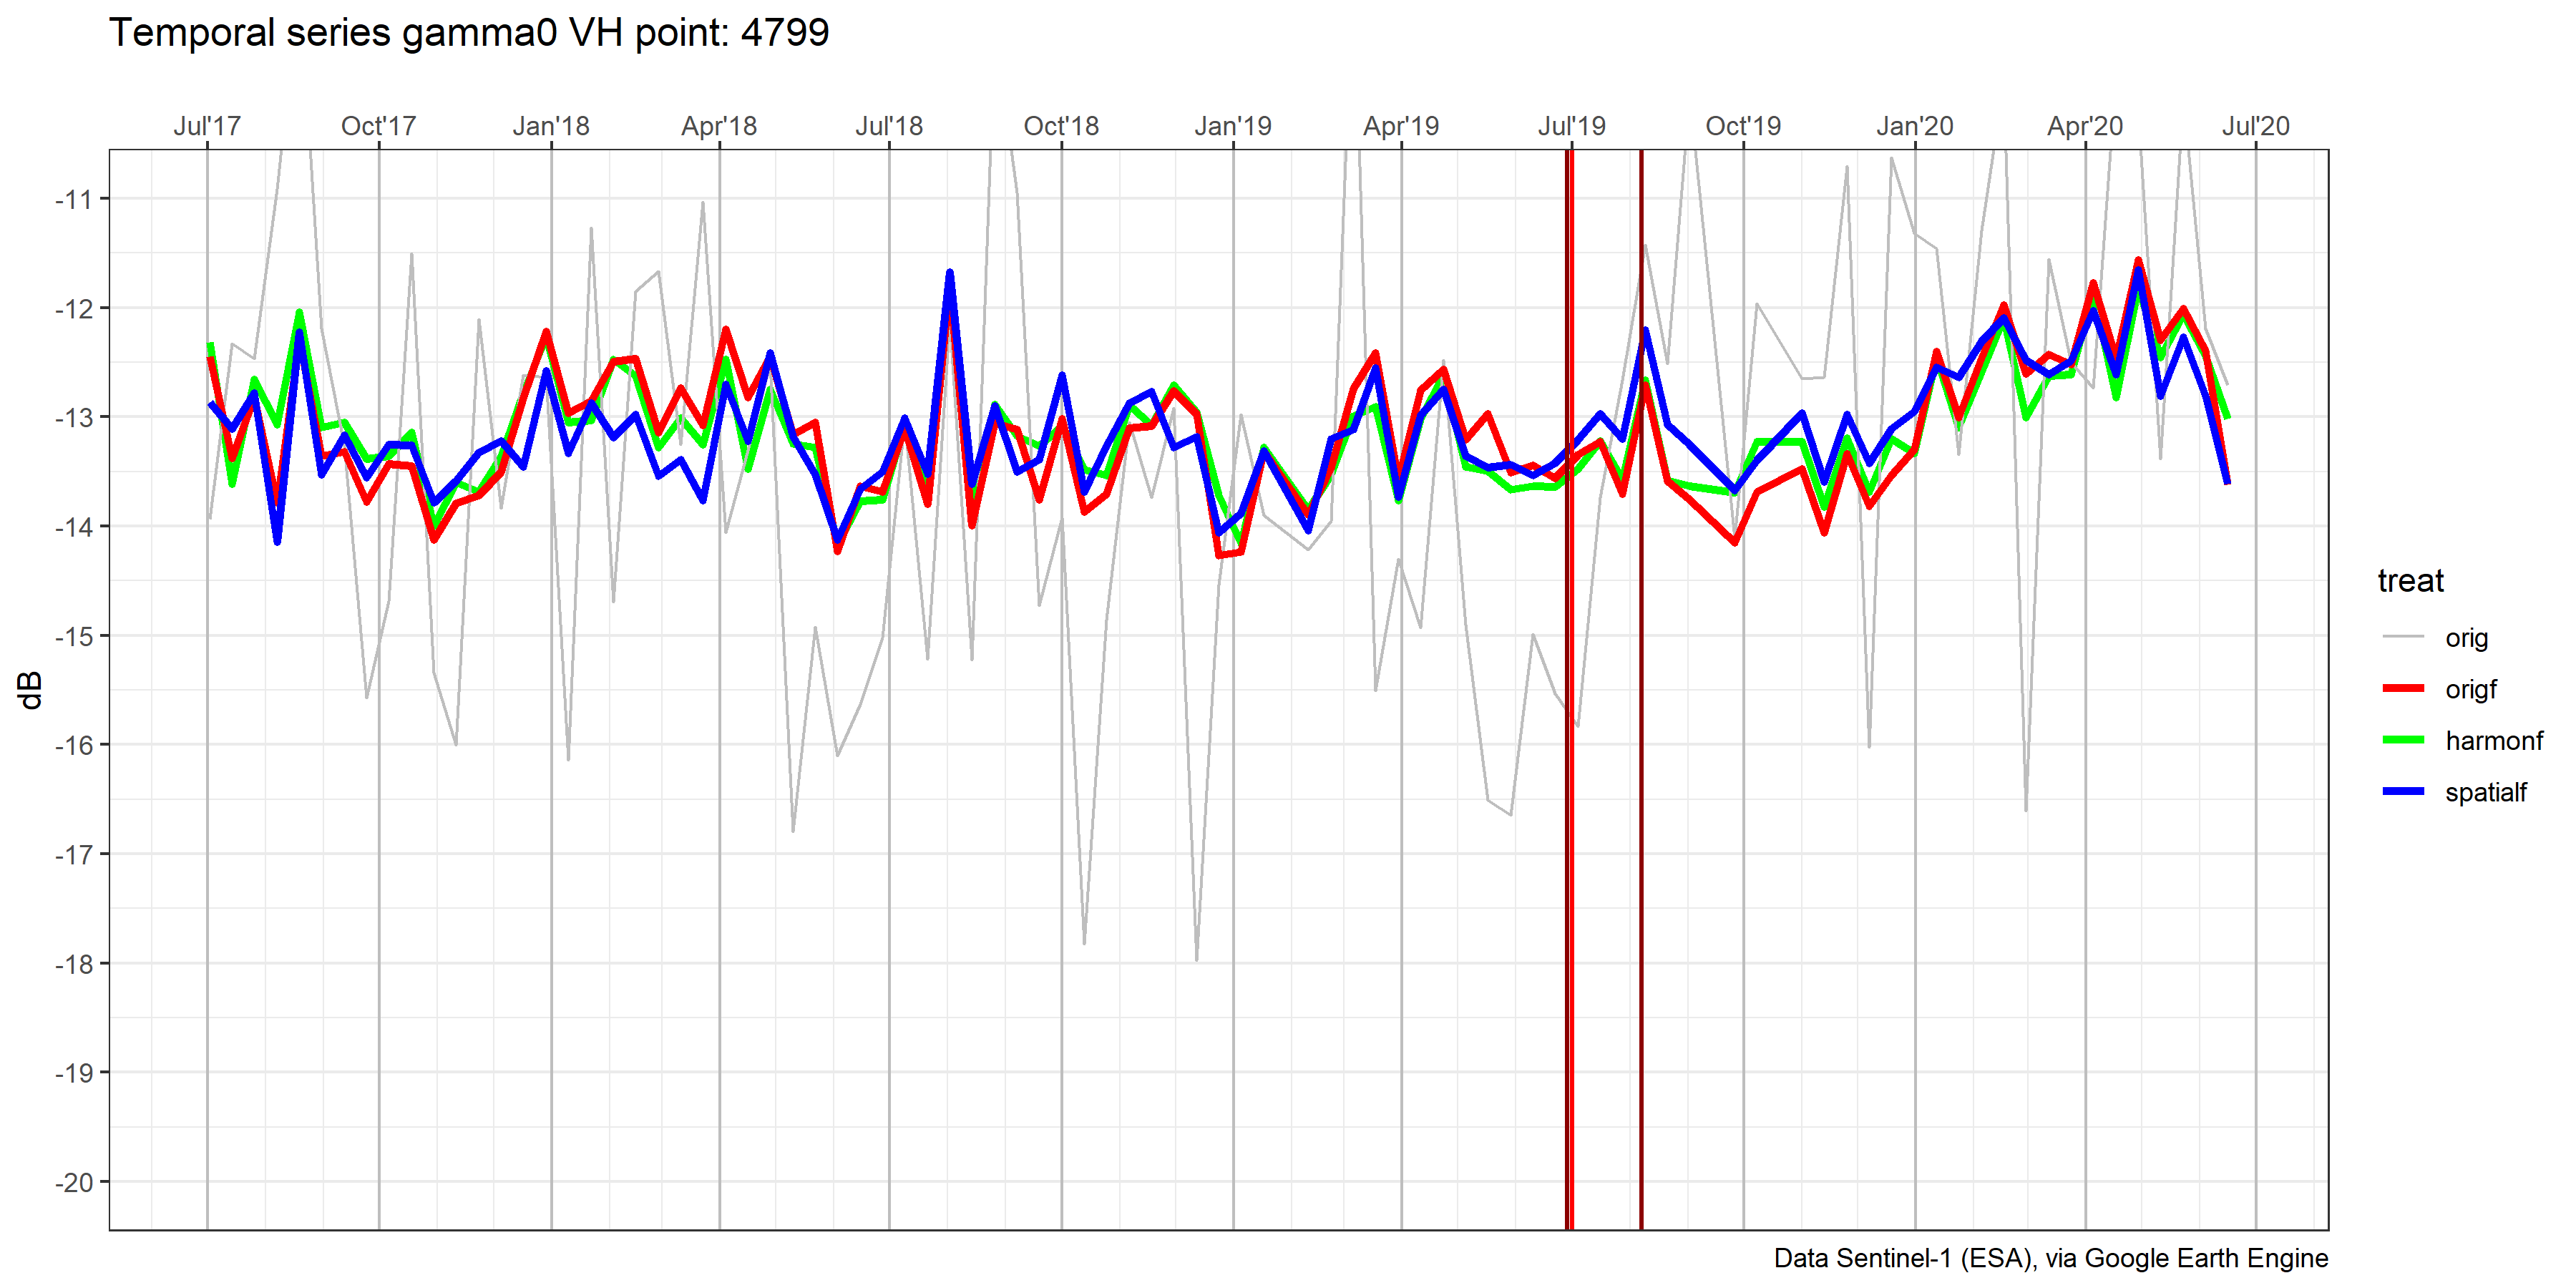 Temporal series gamma0 VH point: 4799
Jul'17 Oct'17 Jan'18 Apr'18 Jul'18 Oct'18 Jan'19 Apr'19 Jul'19 Oct'19 Jan'20 Apr'20 Jul'20
-11
-12
-13
-14
-15
-16
-17
-18
-19
-20
dB
treat
orig
origf
harmonf
spatialf
Data Sentinel-1 (ESA), via Google Earth Engine